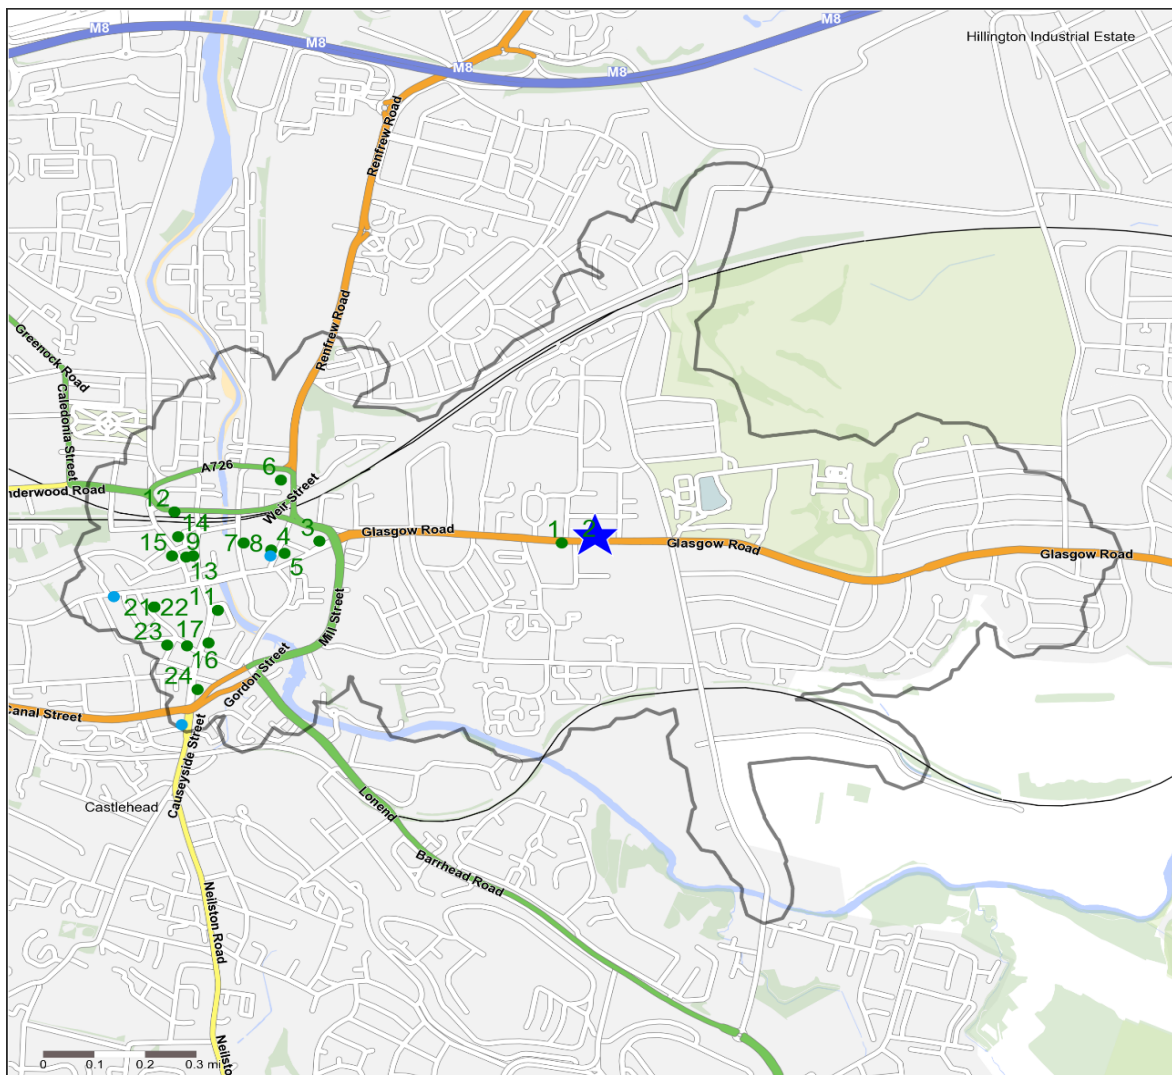 M8
M8
M8
Hillington Industrial Estate
Renfrew Road
Renfrew Road
Greenock Road
Caledonia Street
A726
6
nderwood Road
12
Weir Street
14
3
Glasgow Road
1
2
Glasgow Road
Glasgow Road
15
9
7
8
4
13
5
21
22
11
Mill Street
23
17
16
24
Gordon Street
Canal Street
Causeyside Street
Castlehead
Lonend
Barrhead Road
Neilston Road
Neilston
0
0.1
0.2
0.3 mi